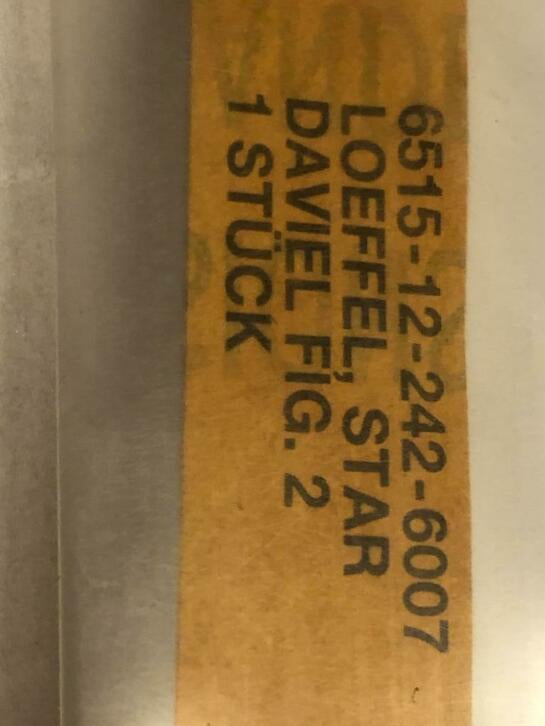 6515-12-242-6007
LOEFFEL, STAR
DAVIEL FIG. 2
1 STÜCK